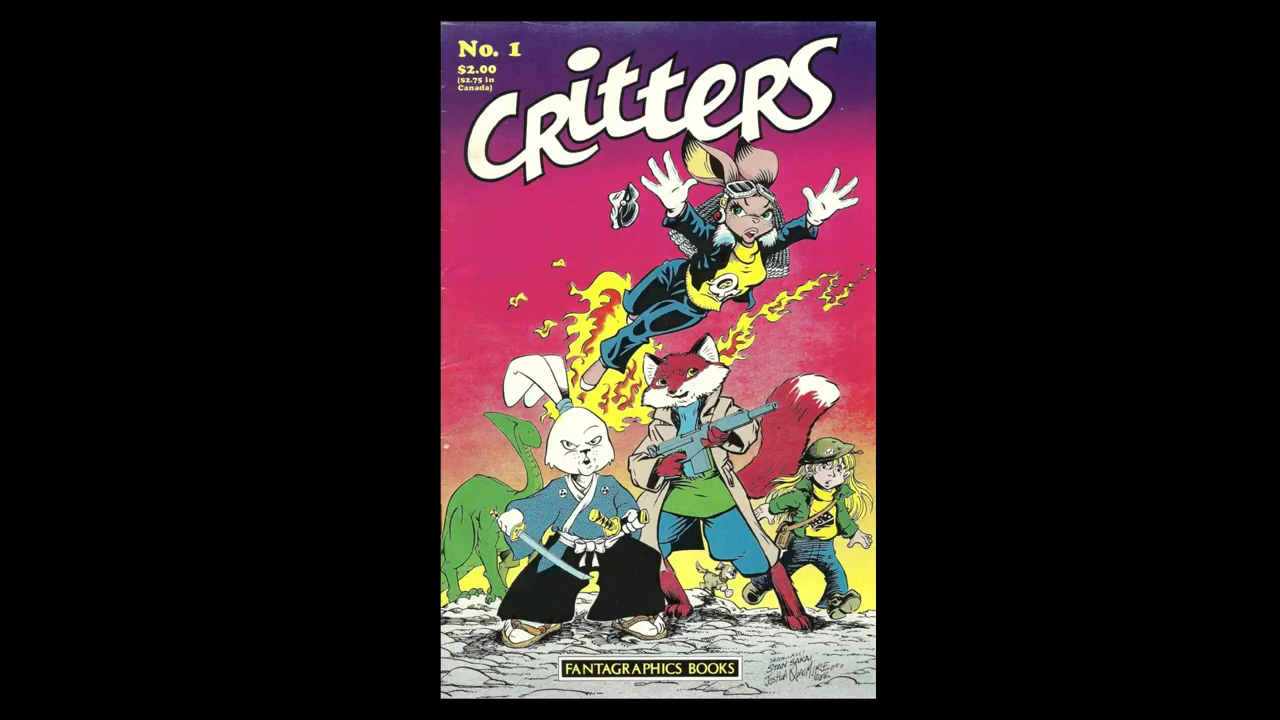 No. 1
$2.00
($2.75 in
Canada)
CRitteRS
FANTAGRAPHICS BOOKS
STAN SAKAI